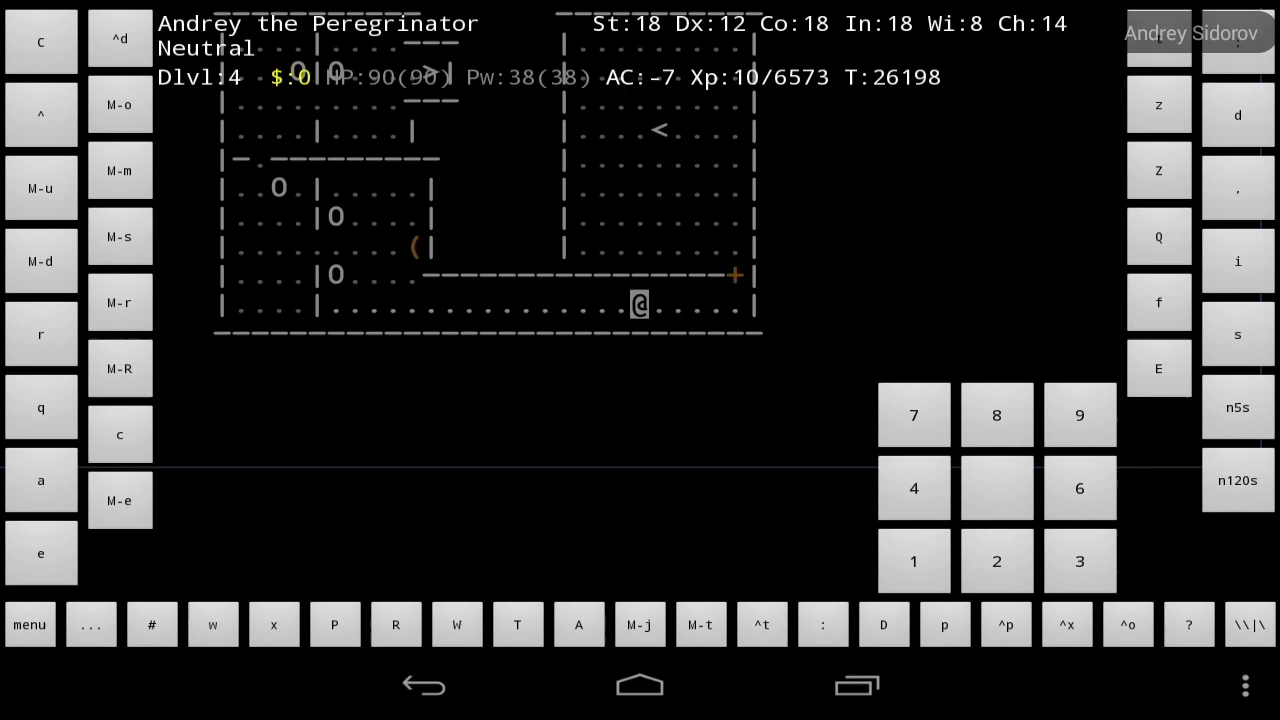 Andrey the Peregrinator St:18 Dx:12 Co:18 In:18 Wi:8 Ch:14
Neutral
Dlvl:4 $:0 HP:90(90) Pw:38(38) AC:-7 Xp:10/6573 T:26198
Andrey Sidorov
c ^d
^ M-o
M-u M-m
M-d M-s
r M-r
q M-R
a c
e M-e
z d
Z ,
Q i
f s
E n5s
n120s
7 8 9
4 6
1 2 3
menu ... # w x P R W T A M-j M-t ^t : D p ^p ^x ^o ? \\|\